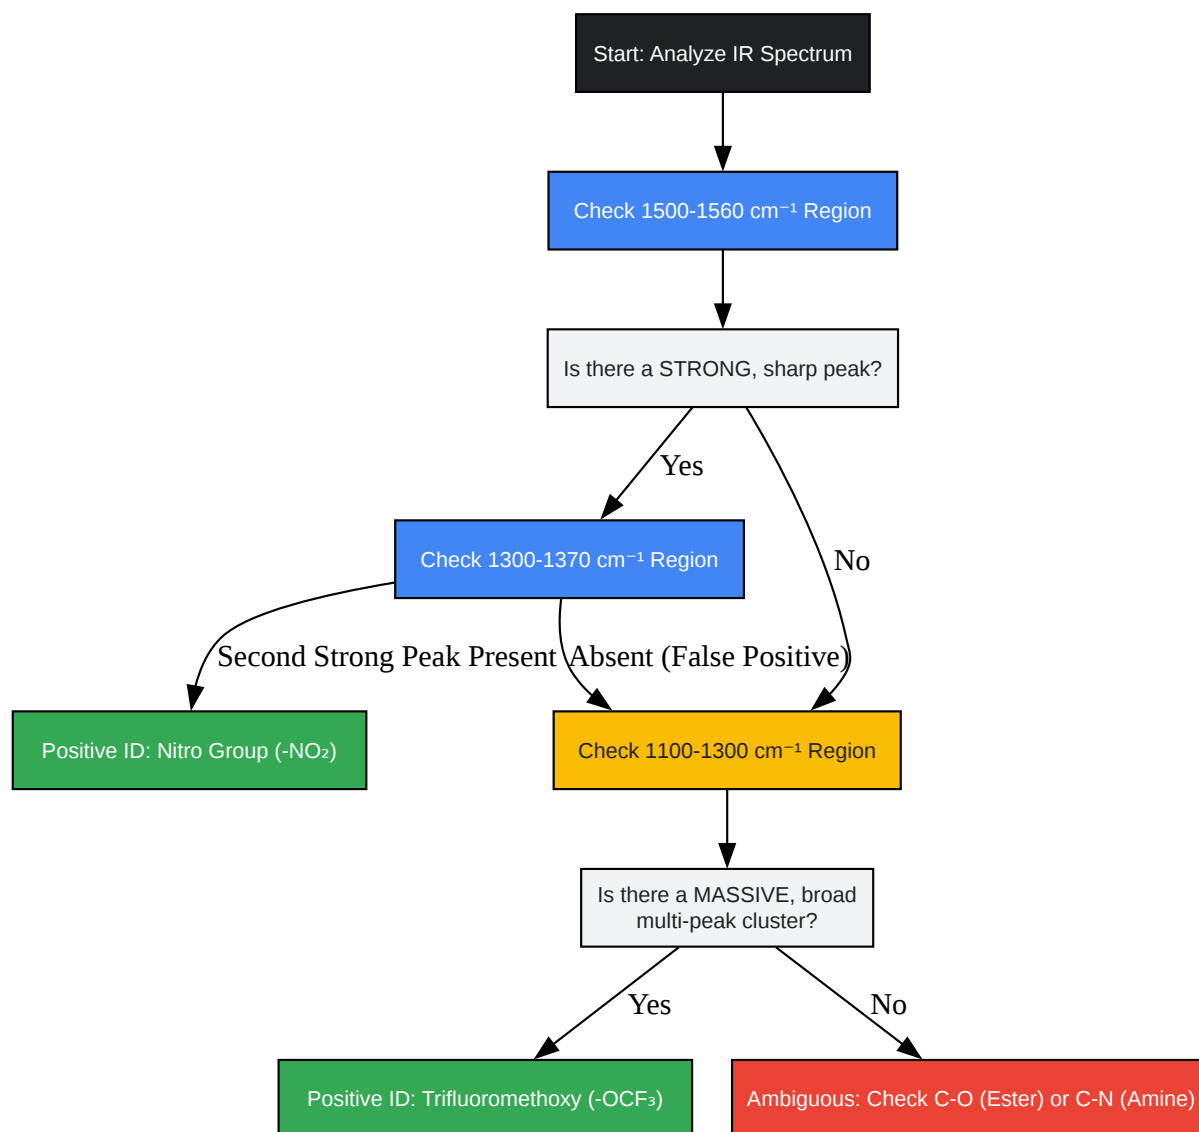 Start: Analyze IR Spectrum
Check 1500-1560 cm⁻¹ Region
Is there a STRONG, sharp peak?
Yes
No
Check 1300-1370 cm⁻¹ Region
Second Strong Peak Present
Absent (False Positive)
Positive ID: Nitro Group (-NO₂)
Check 1100-1300 cm⁻¹ Region
Is there a MASSIVE, broad
multi-peak cluster?
Yes
No
Positive ID: Trifluoromethoxy (-OCF₃)
Ambiguous: Check C-O (Ester) or C-N (Amine)